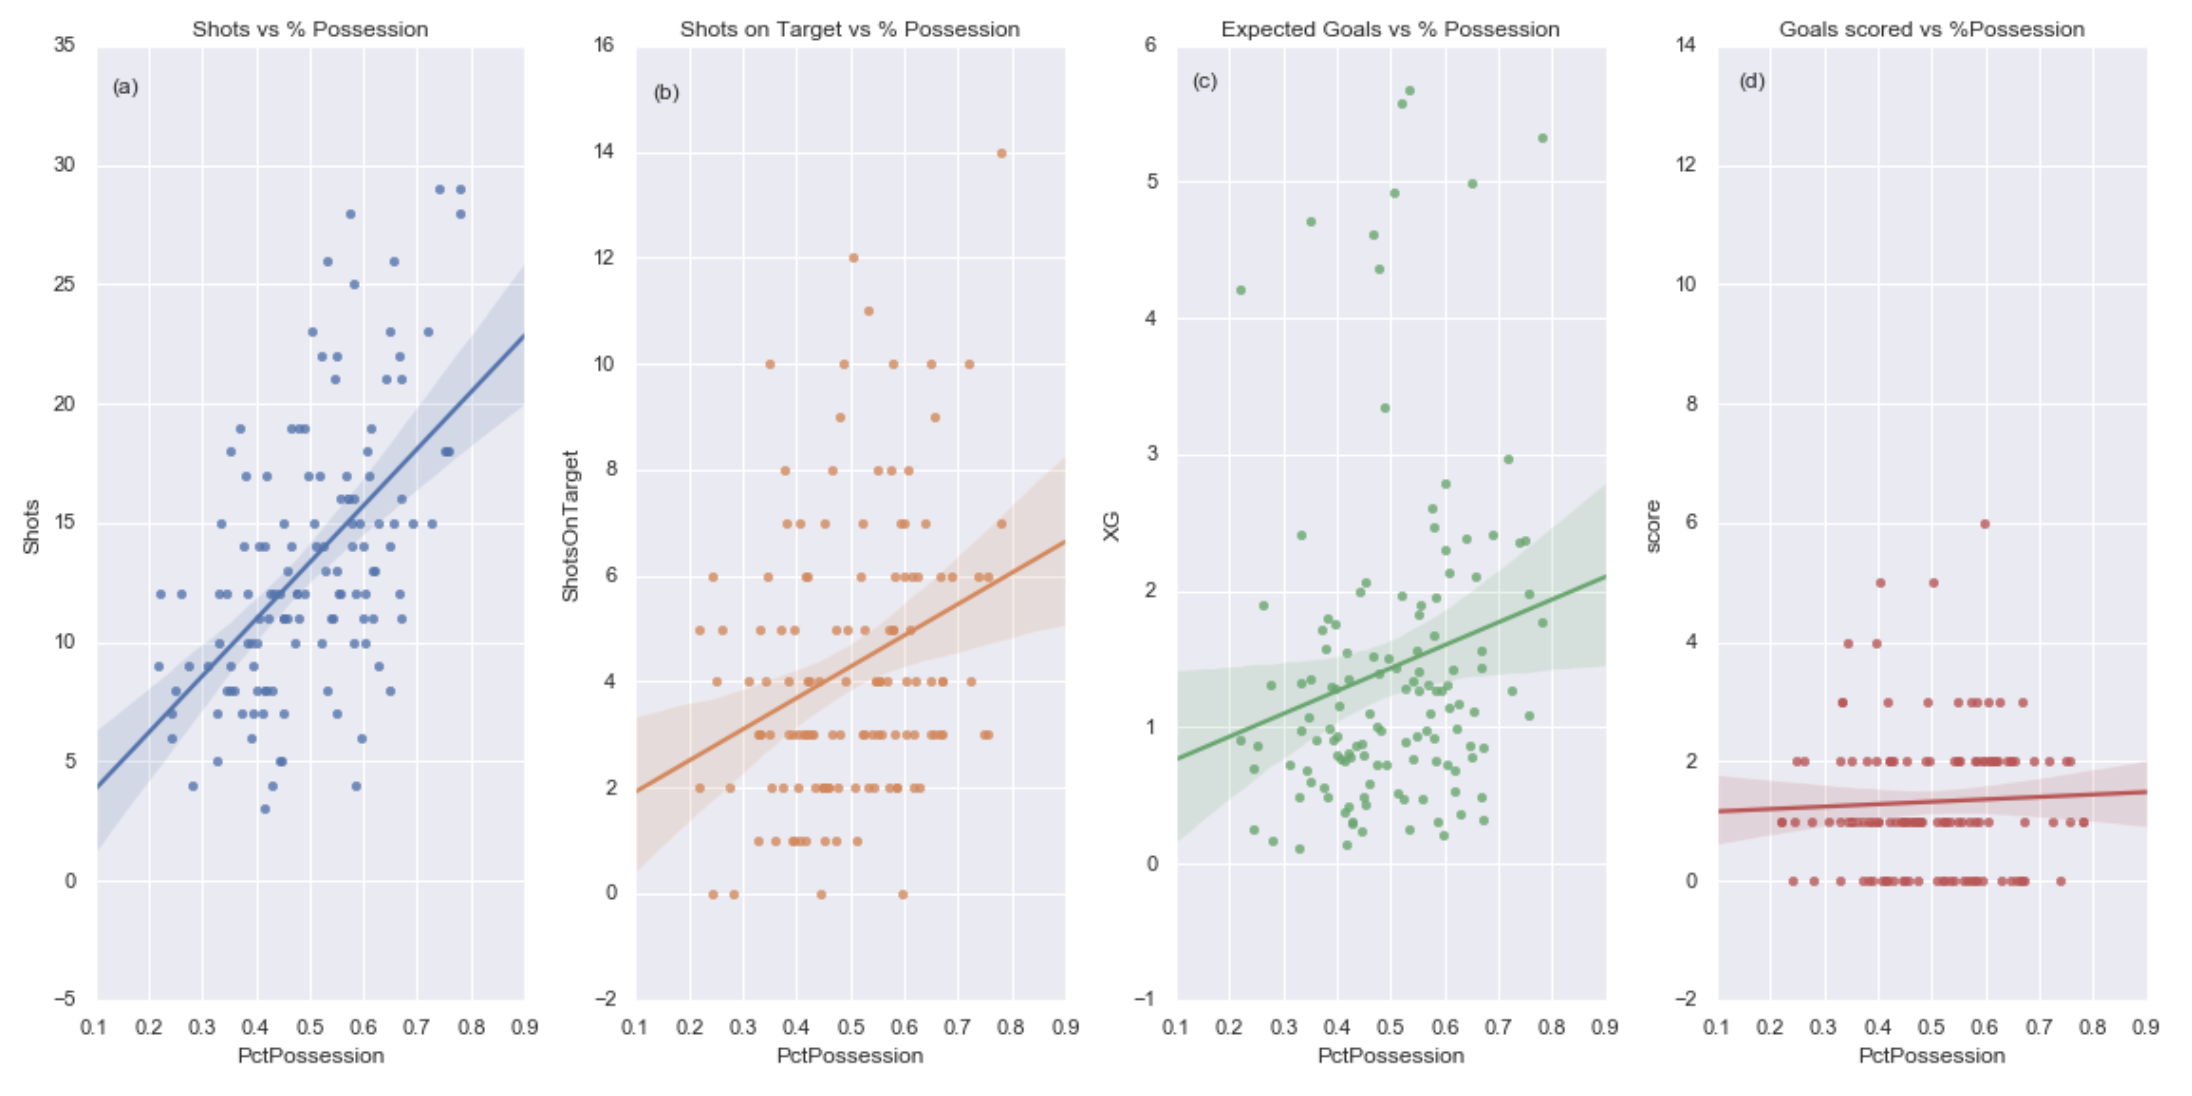 Shots vs % Possession
35
30
25
20
15
10
5
0
−5
(a)
Shots
0.1 0.2 0.3 0.4 0.5 0.6 0.7 0.8 0.9
PctPossession
Shots on Target vs % Possession
16
14
12
10
8
6
4
2
0
−2
(b)
ShotsOnTarget
0.1 0.2 0.3 0.4 0.5 0.6 0.7 0.8 0.9
PctPossession
Expected Goals vs % Possession
6
5
4
3
2
1
0
−1
(c)
XG
0.1 0.2 0.3 0.4 0.5 0.6 0.7 0.8 0.9
PctPossession
Goals scored vs %Possession
14
12
10
8
6
4
2
0
−2
(d)
score
0.1 0.2 0.3 0.4 0.5 0.6 0.7 0.8 0.9
PctPossession